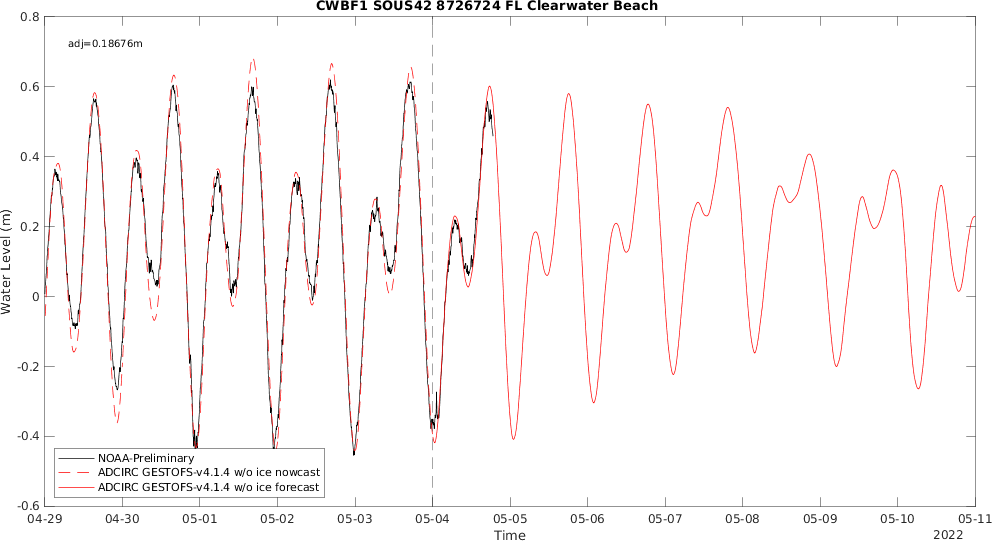 CWBF1 SOUS42 8726724 FL Clearwater Beach
0.8
adj=0.18676m
0.6
0.4
0.2
0
-0.2
-0.4
-0.6
Water Level (m)
NOAA-Preliminary
ADCIRC GESTOFS-v4.1.4 w/o ice nowcast
ADCIRC GESTOFS-v4.1.4 w/o ice forecast
04-29 04-30 05-01 05-02 05-03 05-04 05-05 05-06 05-07 05-08 05-09 05-10 05-11
Time
2022